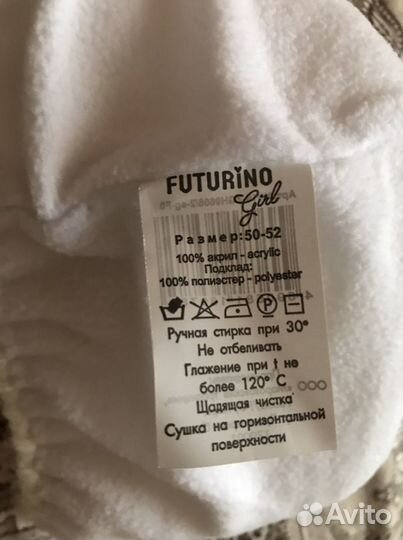 FUTURINO
Girl
Размер:50-52
100% акрил - acrylic
Подклад:
100% полиэстер - polyester
P
Ручная стирка при 30°
Не отбеливать
Глажение при t не
более 120° С
Щадящая чистка
Сушка на горизонтальной
поверхности
ООО
Avito